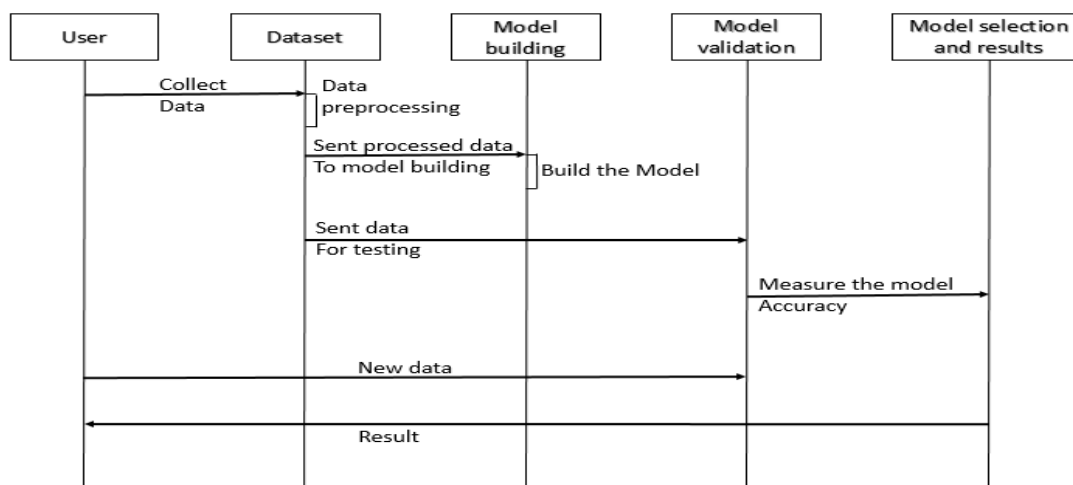 User
Dataset
Model
building
Model
validation
Model selection
and results
Collect
Data
Data
preprocessing
Sent processed data
To model building
Build the Model
Sent data
For testing
Measure the model
Accuracy
New data
Result